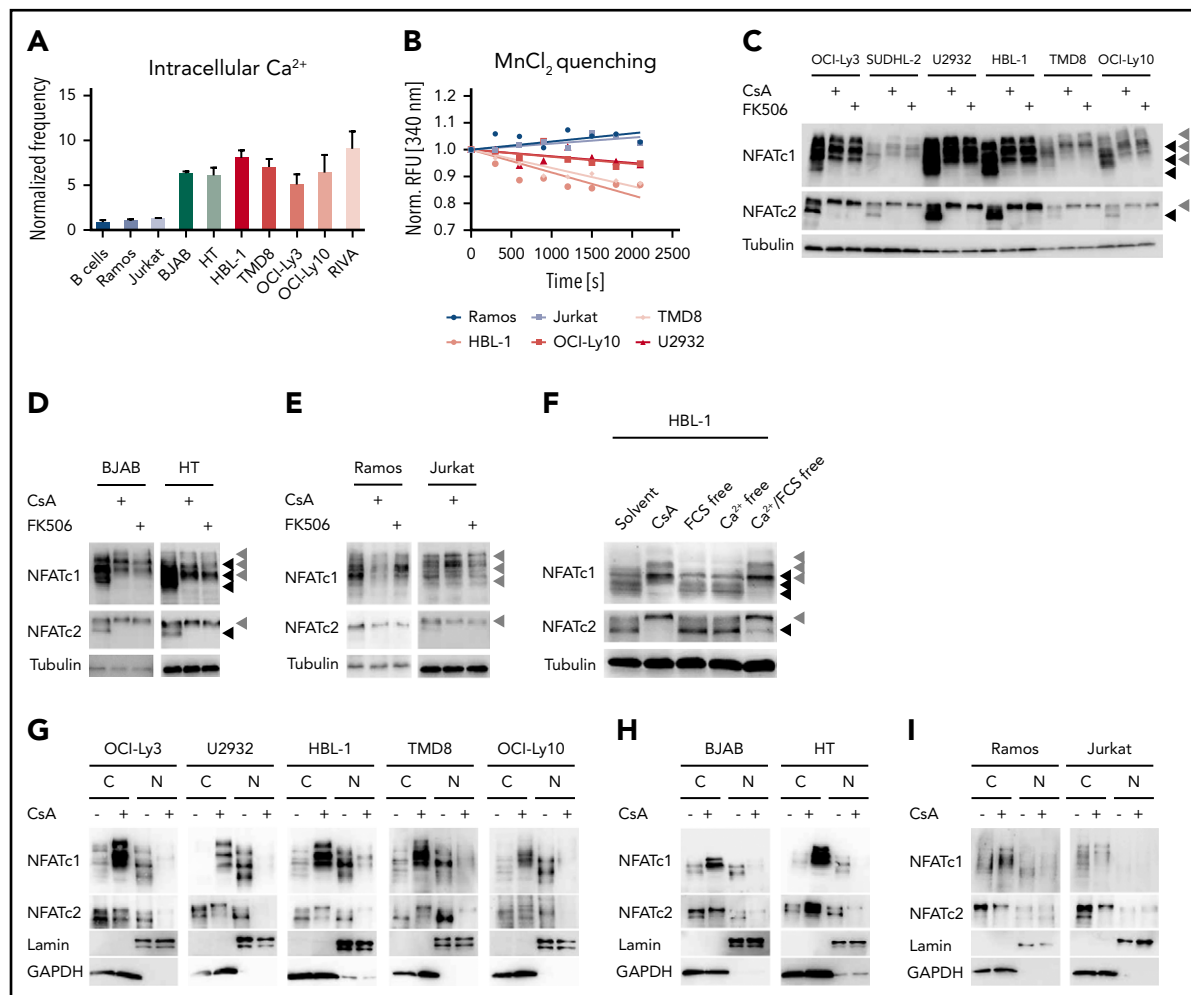 A
Intracellular Ca²⁺
Normalized frequency
15
10
5
0
B cells
Ramos
Jurkat
BJAB
HT
HBL-1
TMD8
OCI-Ly3
OCI-Ly10
RIVA
B
MnCl₂ quenching
Norm. RFU [340 nm]
1.4
1.2
1.0
0.9
0.8
0.7
0 500 1000 1500 2000 2500
Time [s]
Ramos Jurkat TMD8
HBL-1 OCI-Ly10 U2932
C
OCI-Ly3 SUDHL-2 U2932 HBL-1 TMD8 OCI-Ly10
CsA + + + + + +
FK506 + + + + + +
NFATc1
NFATc2
Tubulin
D
BJAB HT
CsA + +
FK506 + +
NFATc1
NFATc2
Tubulin
E
Ramos Jurkat
CsA + +
FK506 + +
NFATc1
NFATc2
Tubulin
F
HBL-1
Solvent
CsA
FCS free
Ca²⁺ free
Ca²⁺/FCS free
NFATc1
NFATc2
Tubulin
G
OCI-Ly3 U2932 HBL-1 TMD8 OCI-Ly10
C N C N C N C N C N
CsA - + - + - + - + - + - + - + - + - + - +
NFATc1
NFATc2
Lamin
GAPDH
H
BJAB HT
C N C N
CsA - + - + - + - +
NFATc1
NFATc2
Lamin
GAPDH
I
Ramos Jurkat
C N C N
CsA - + - + - + - +
NFATc1
NFATc2
Lamin
GAPDH